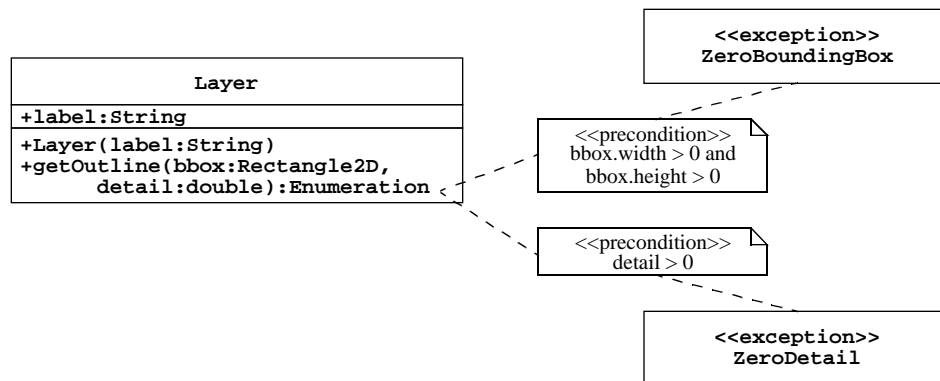 <<exception>>
ZeroBoundingBox
Layer
+label:String
+Layer(label:String)
+getOutline(bbox:Rectangle2D,
detail:double):Enumeration
<<precondition>>
bbox.width > 0 and
bbox.height > 0
<<precondition>>
detail > 0
<<exception>>
ZeroDetail